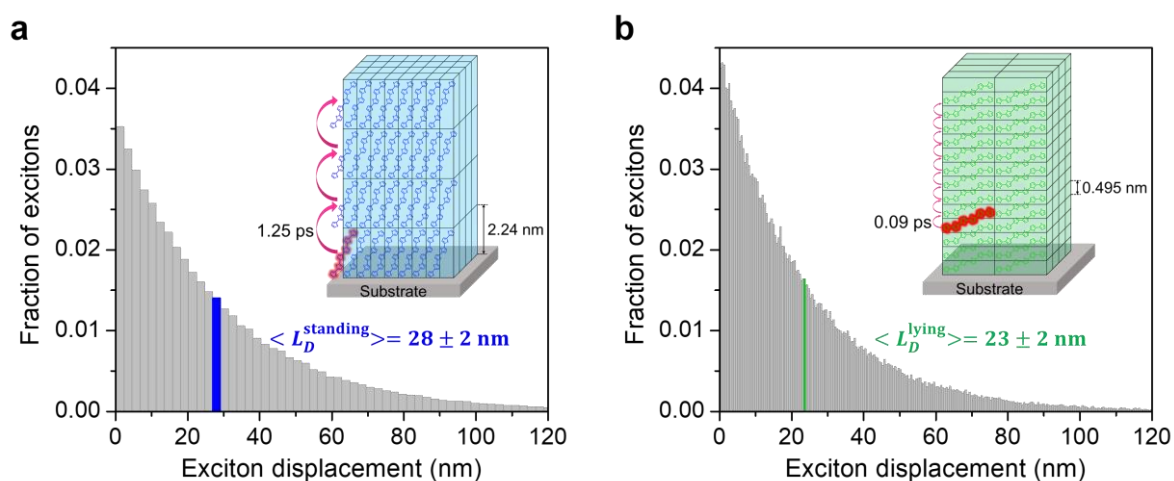 a
Fraction of excitons
0.04
0.03
0.02
0.01
0.00
0
20
40
60
80
100
120
Exciton displacement (nm)
1.25 ps
2.24 nm
Substrate
< L_D^standing >= 28 ± 2 nm
b
Fraction of excitons
0.04
0.03
0.02
0.01
0.00
0
20
40
60
80
100
120
Exciton displacement (nm)
0.09 ps
0.495 nm
Substrate
< L_D^lying >= 23 ± 2 nm